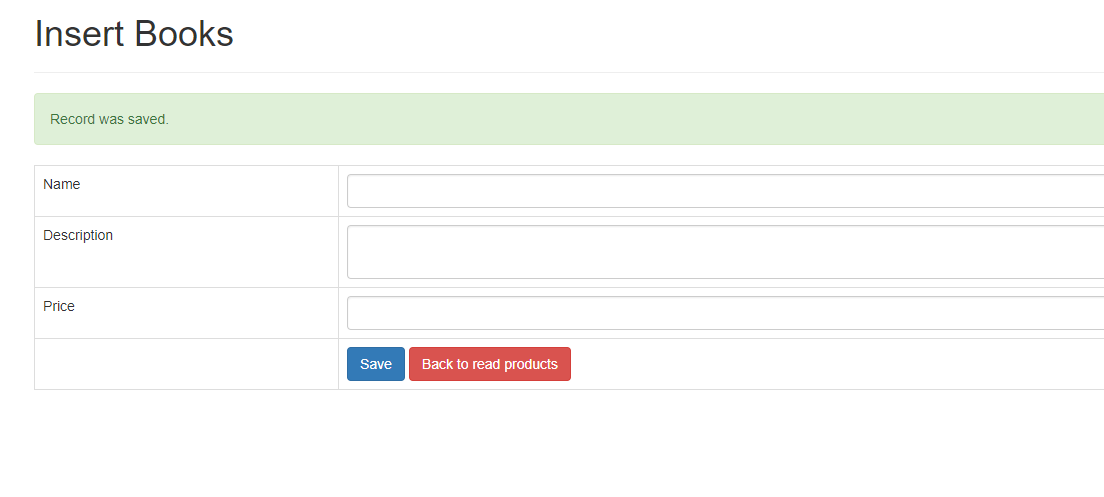 Insert Books
Record was saved.
Name
Description
Price
Save Back to read products